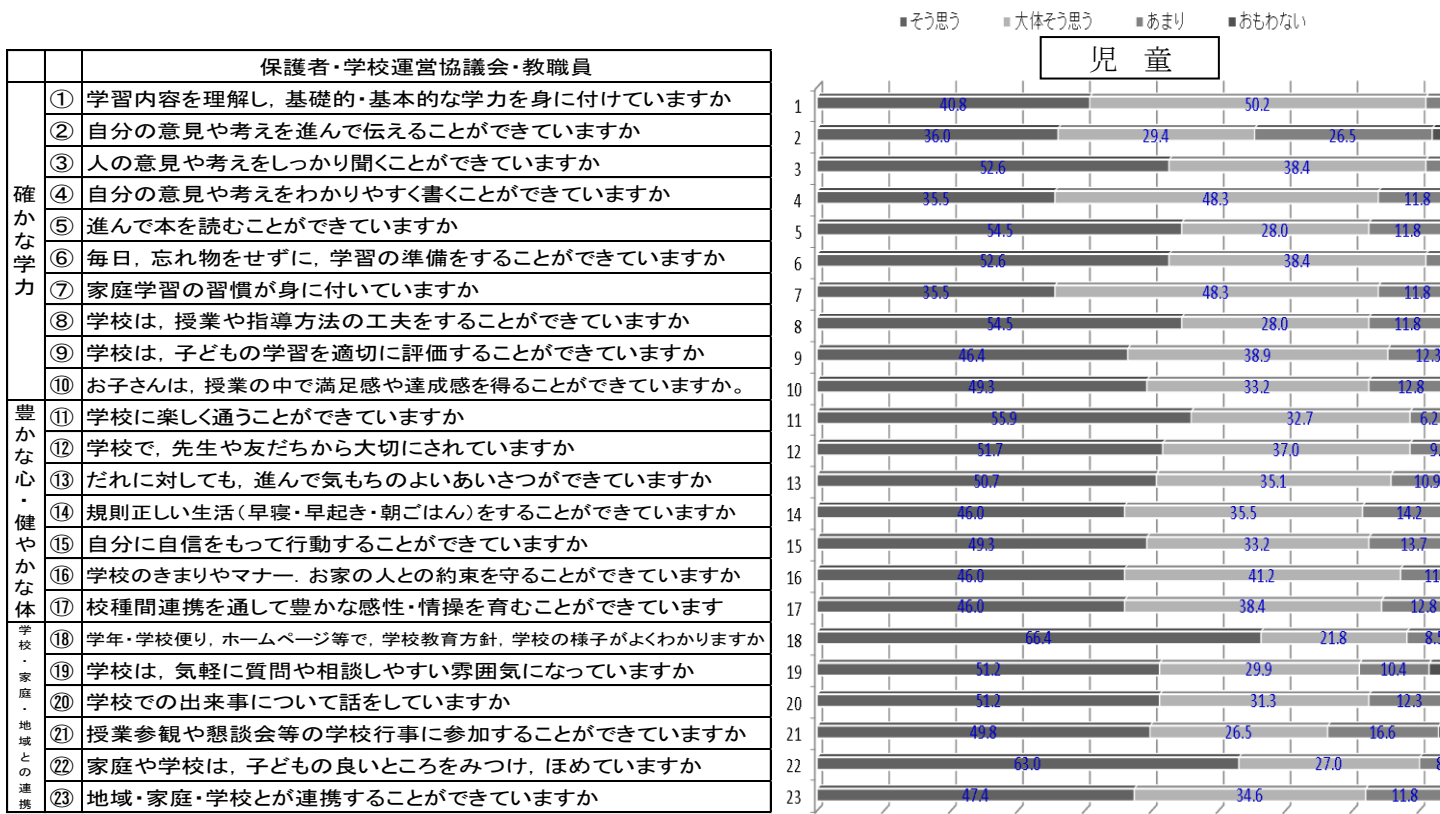 ■そう思う ■大体そう思う ■あまり ■おもわない
児 童
保護者・学校運営協議会・教職員
確かな学力
① 学習内容を理解し，基礎的・基本的な学力を身に付けていますか
② 自分の意見や考えを進んで伝えることができていますか
③ 人の意見や考えをしっかり聞くことができていますか
④ 自分の意見や考えをわかりやすく書くことができていますか
⑤ 進んで本を読むことができていますか
⑥ 毎日，忘れ物をせずに，学習の準備をすることができていますか
⑦ 家庭学習の習慣が身に付いていますか
⑧ 学校は，授業や指導方法の工夫をすることができていますか
⑨ 学校は，子どもの学習を適切に評価することができていますか
⑩ お子さんは，授業の中で満足感や達成感を得ることができていますか。
豊かな心・健やかな体
⑪ 学校に楽しく通うことができていますか
⑫ 学校で，先生や友だちから大切にされていますか
⑬ だれに対しても，進んで気もちのよいあいさつができていますか
⑭ 規則正しい生活（早寝・早起き・朝ごはん）をすることができていますか
⑮ 自分に自信をもって行動することができていますか
⑯ 学校のきまりやマナー．お家の人との約束を守ることができていますか
⑰ 校種間連携を通して豊かな感性・情操を育むことができています
学校・家庭・地域との連携
⑱ 学年・学校便り，ホームページ等で，学校教育方針，学校の様子がよくわかりますか
⑲ 学校は，気軽に質問や相談しやすい雰囲気になっていますか
⑳ 学校での出来事について話をしていますか
㉑ 授業参観や懇談会等の学校行事に参加することができていますか
㉒ 家庭や学校は，子どもの良いところをみつけ，ほめていますか
㉓ 地域・家庭・学校とが連携することができていますか
1 40.8 50.2
2 36.0 29.4 26.5
3 52.6 38.4
4 35.5 48.3 11.8
5 54.5 28.0 11.8
6 52.6 38.4
7 35.5 48.3 11.8
8 54.5 28.0 11.8
9 46.4 38.9 12.3
10 49.3 33.2 12.8
11 55.9 32.7 6.2
12 51.7 37.0 9.
13 50.7 35.1 10.9
14 46.0 35.5 14.2
15 49.3 33.2 13.7
16 46.0 41.2 11
17 46.0 38.4 12.8
18 66.4 21.8 8.5
19 51.2 29.9 10.4
20 51.2 31.3 12.3
21 49.8 26.5 16.6
22 63.0 27.0
23 47.4 34.6 11.8